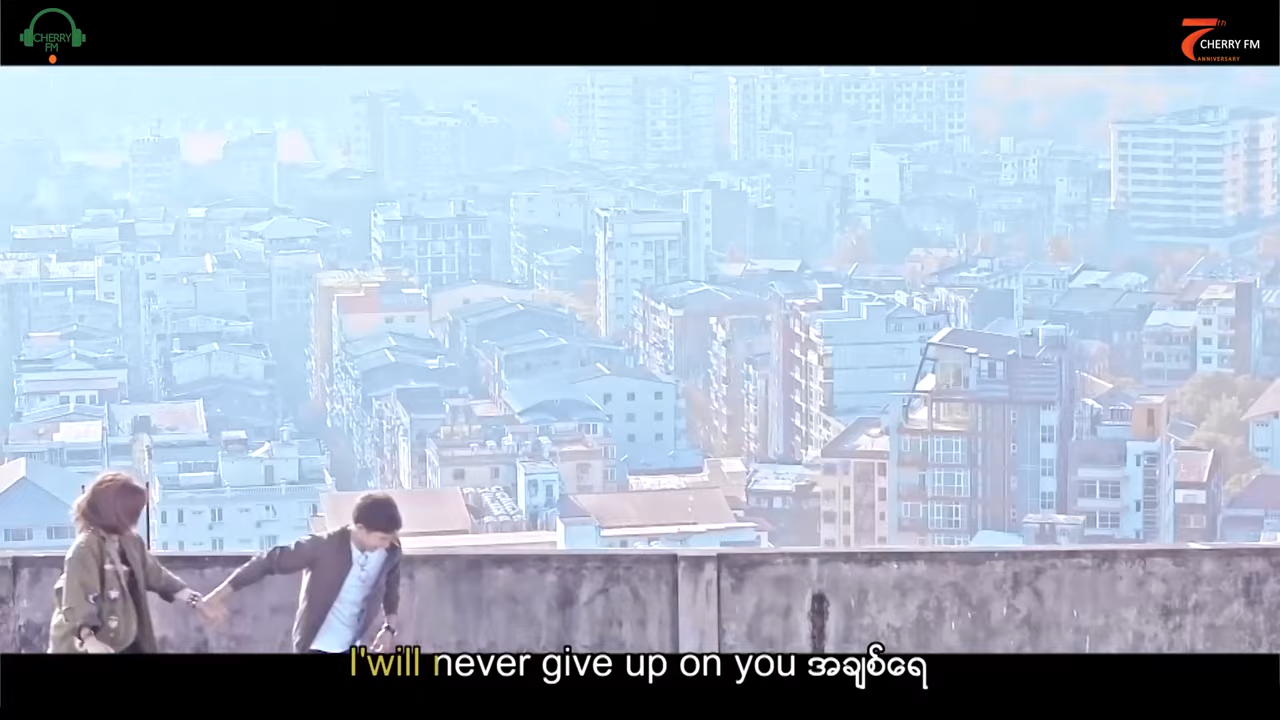 CHERRY
FM
7th
CHERRY FM
ANNIVERSARY
I'will never give up on you အချစ်ရေ